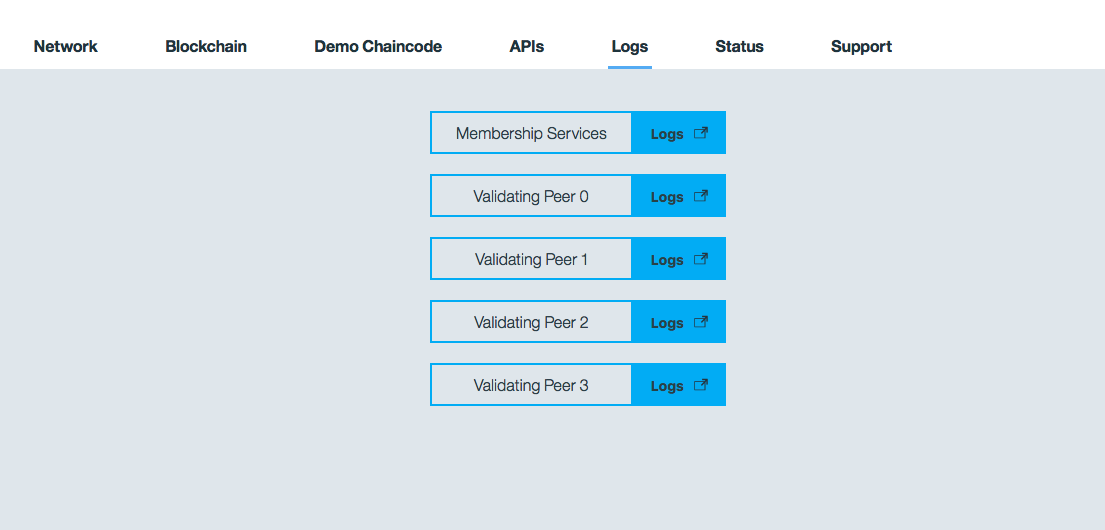 Network Blockchain Demo Chaincode APIs Logs Status Support
Membership Services Logs
Validating Peer 0 Logs
Validating Peer 1 Logs
Validating Peer 2 Logs
Validating Peer 3 Logs